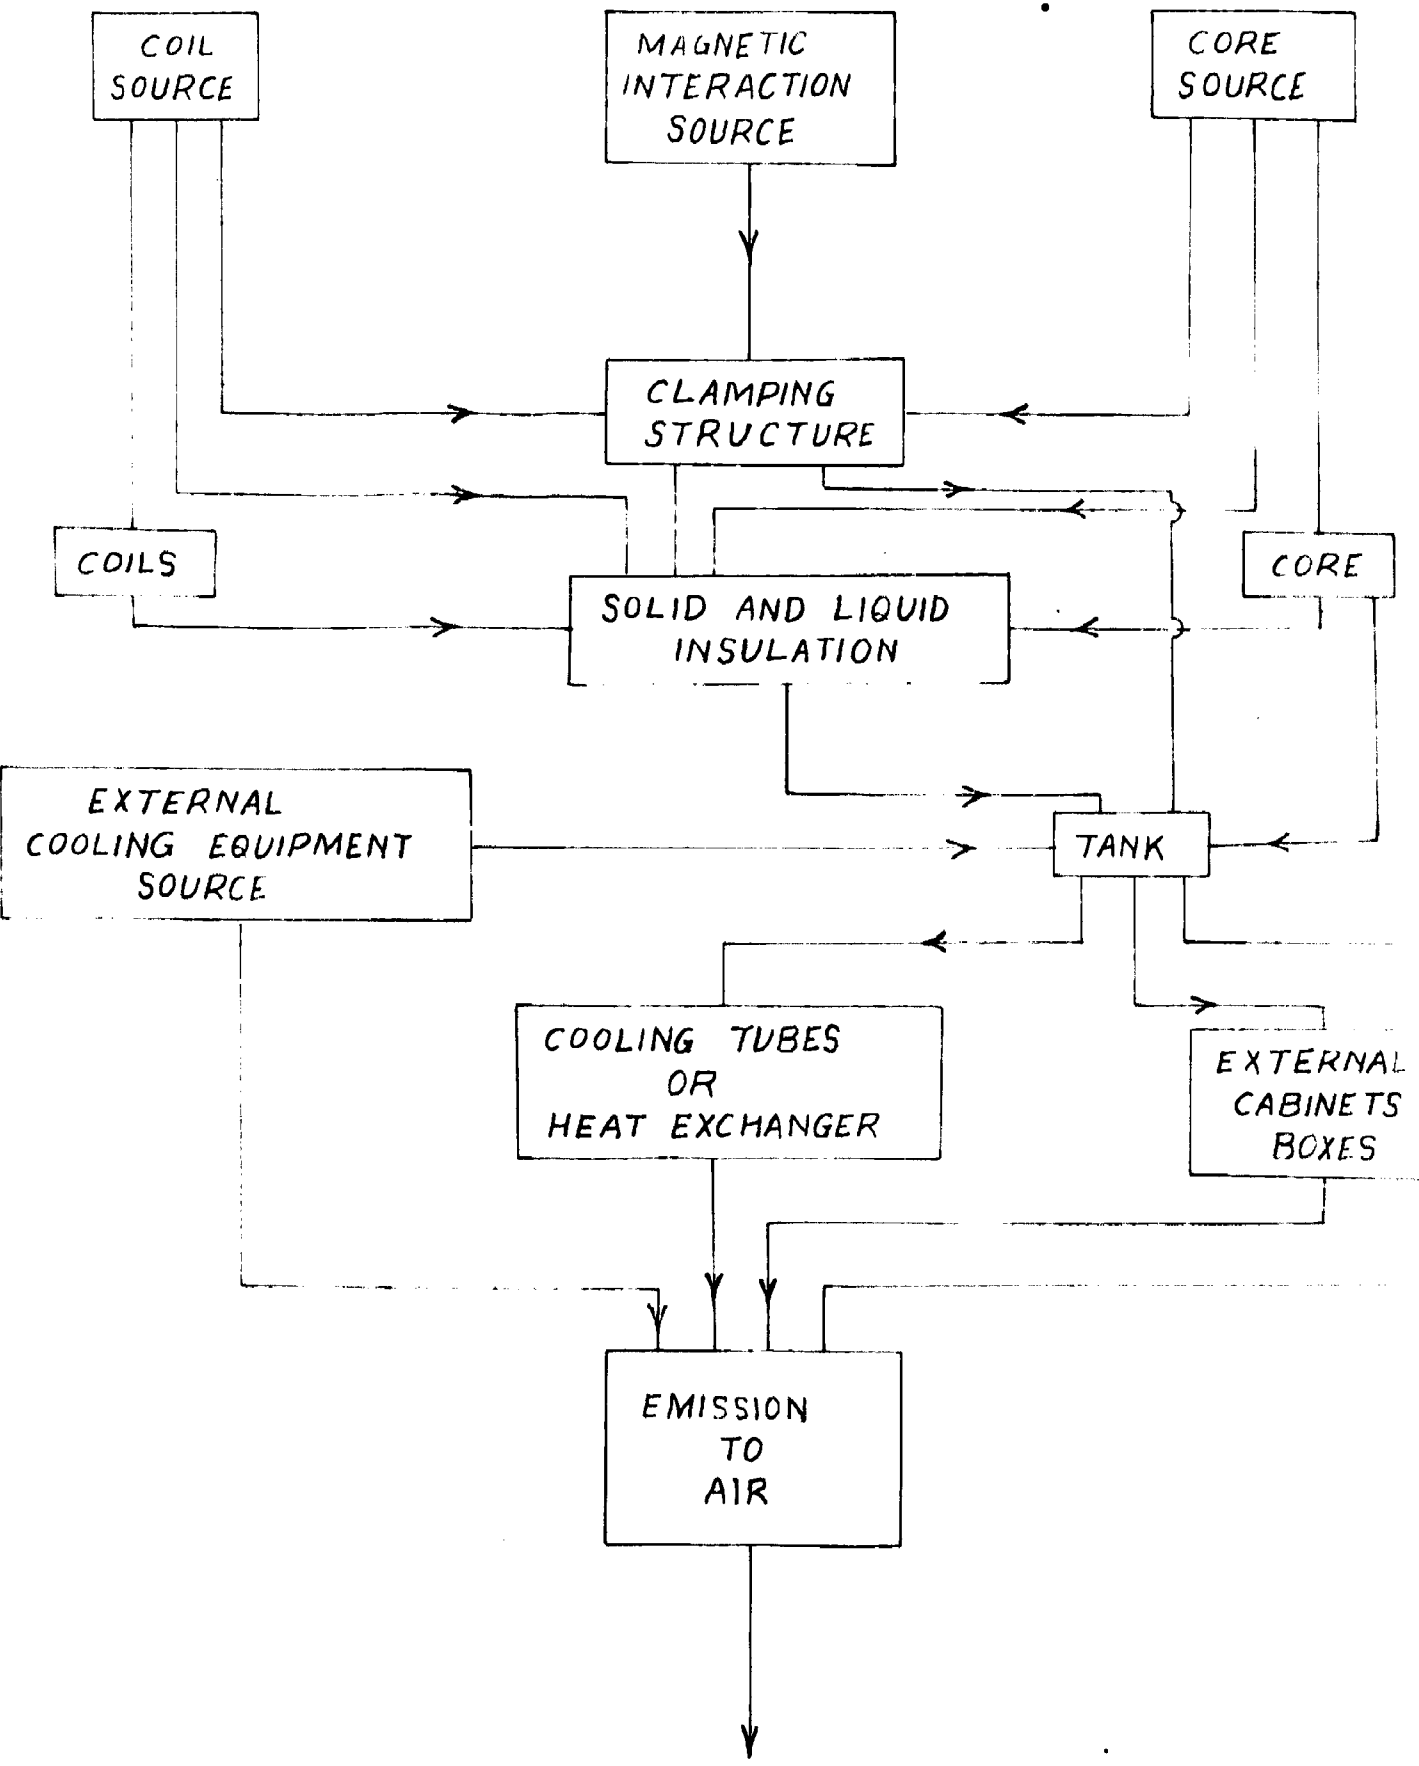 COIL
SOURCE
MAGNETIC
INTERACTION
SOURCE
CORE
SOURCE
CLAMPING
STRUCTURE
COILS
CORE
SOLID AND LIQUID
INSULATION
EXTERNAL
COOLING EQUIPMENT
SOURCE
TANK
COOLING TUBES
OR
HEAT EXCHANGER
EXTERNAL
CABINETS
BOXES
EMISSION
TO
AIR